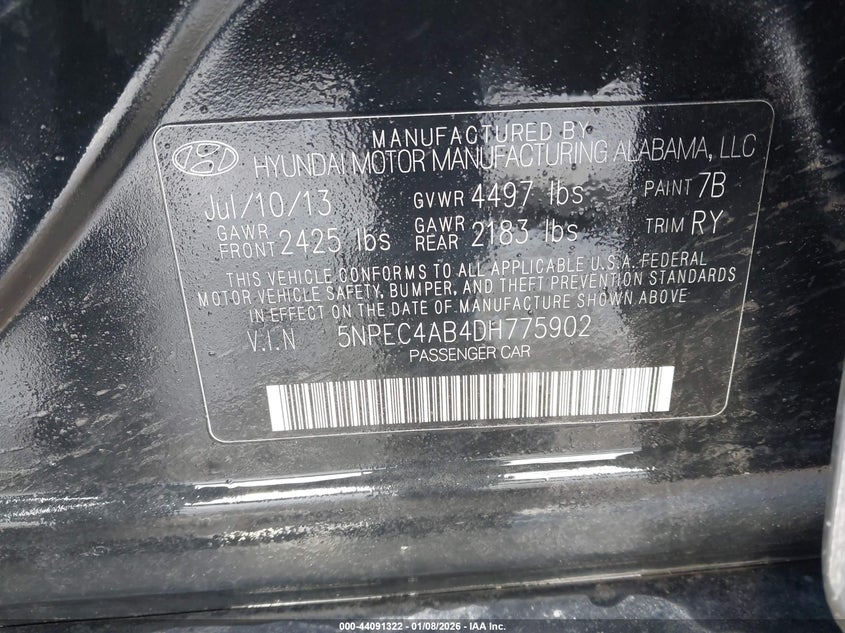 MANUFACTURED BY
HYUNDAI MOTOR MANUFACTURING ALABAMA, LLC
Jul/10/13 GVWR 4497 lbs PAINT 7B
GAWR FRONT 2425 lbs GAWR REAR 2183 lbs TRIM RY
THIS VEHICLE CONFORMS TO ALL APPLICABLE U.S.A. FEDERAL
MOTOR VEHICLE SAFETY, BUMPER, AND THEFT PREVENTION STANDARDS
IN EFFECT ON THE DATE OF MANUFACTURE SHOWN ABOVE
V.I.N 5NPEC4AB4DH775902
PASSENGER CAR
000-44091322 - 01/08/2026 - IAA Inc.